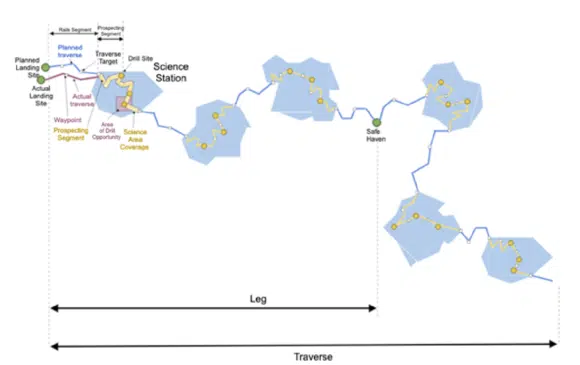 Rails Segment
Prospecting
Segment
Planned
Landing
Site
Planned
traverse
Traverse
Target
Drill Site
Science
Station
Actual
Landing
Site
Actual
traverse
Waypoint
Prospecting
Segment
Area
of Drill
Opportunity
Science
Area
Coverage
Safe
Haven
Leg
Traverse